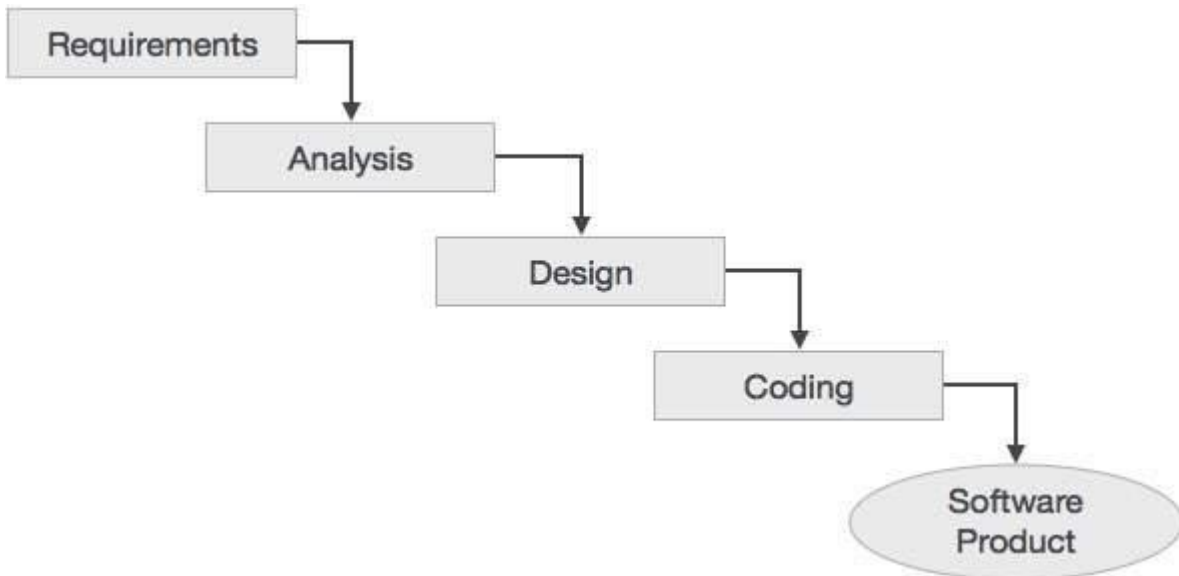 Requirements
Analysis
Design
Coding
Software
Product